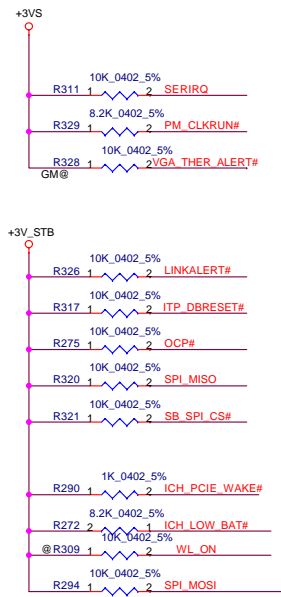 +3VS
10K_0402_5%
R311 1 2 SERIRQ
8.2K_0402_5%
R329 1 2 PM_CLKRUN#
10K_0402_5%
R328 1 2 VGA_THER_ALERT#
GM@
+3V_STB
10K_0402_5%
R326 1 2 LINKALERT#
10K_0402_5%
R317 1 2 ITP_DBRESET#
10K_0402_5%
R275 1 2 OCP#
10K_0402_5%
R320 1 2 SPI_MISO
10K_0402_5%
R321 1 2 SB_SPI_CS#
1K_0402_5%
R290 1 2 ICH_PCIE_WAKE#
8.2K_0402_5%
R272 2 1 ICH_LOW_BAT#
10K_0402_5%
@ R309 1 2 WL_ON
10K_0402_5%
R294 1 2 SPI_MOSI